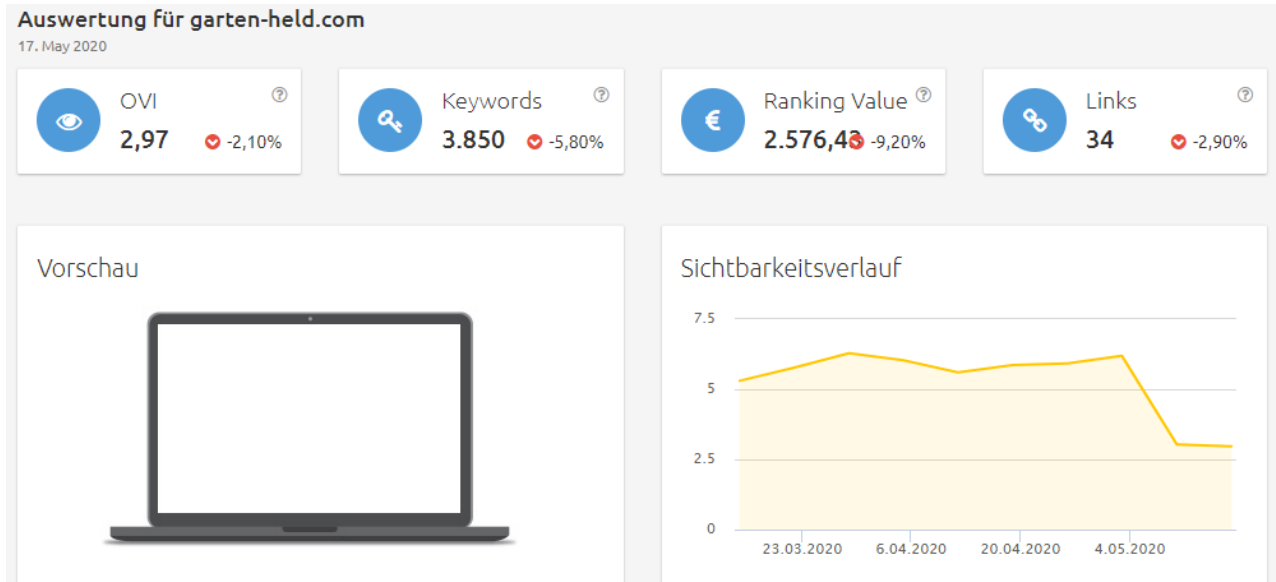 Auswertung für garten-held.com
17. May 2020
OVI
2,97 -2,10%
Keywords
3.850 -5,80%
Ranking Value
2.576,43 -9,20%
Links
34 -2,90%
Vorschau
Sichtbarkeitsverlauf
7.5
5
2.5
0
23.03.2020 6.04.2020 20.04.2020 4.05.2020